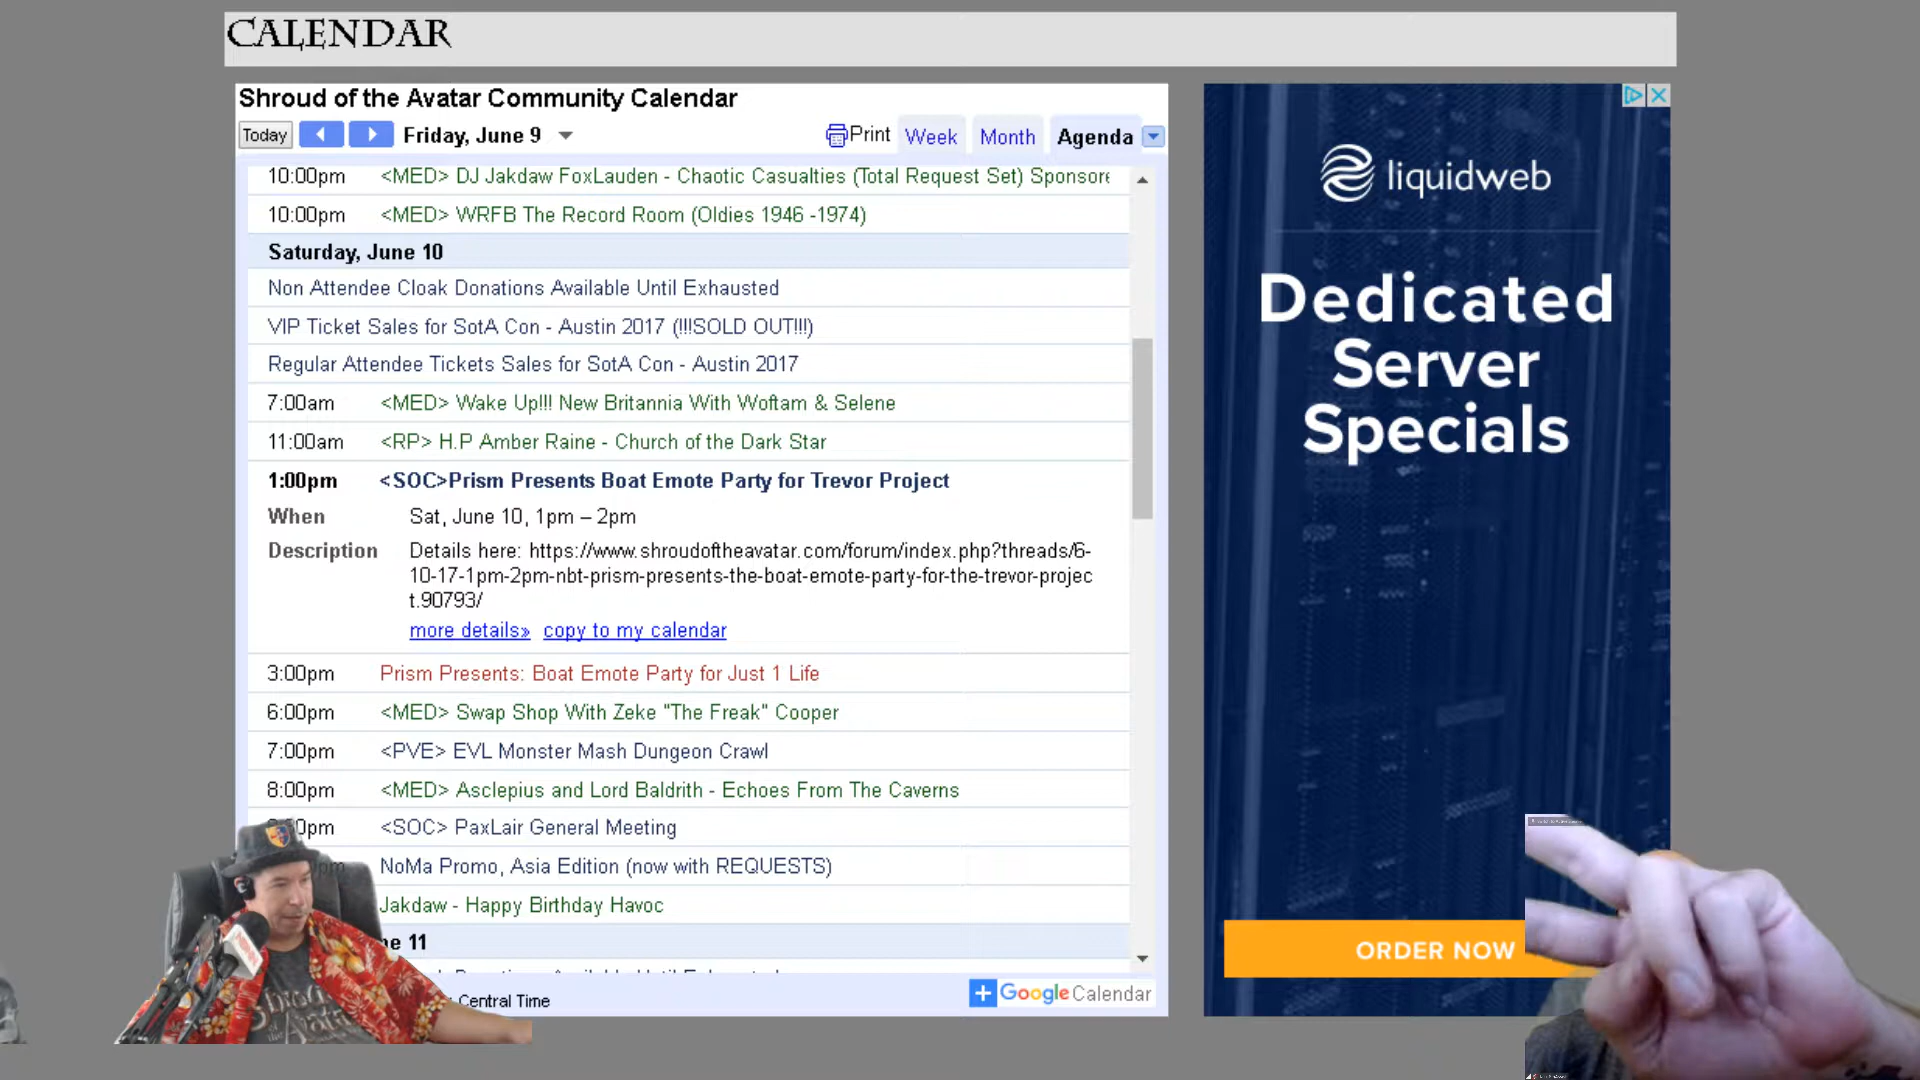 CALENDAR
Shroud of the Avatar Community Calendar
Today
Friday, June 9
Print
Week
Month
Agenda
10:00pm <MED> DJ Jakdaw FoxLauden - Chaotic Casualties (Total Request Set)
10:00pm <MED> WRFB The Record Room (Oldies 1946 -1974)
Saturday, June 10
Non Attendee Cloak Donations Available Until Exhausted
VIP Ticket Sales for SotA Con - Austin 2017 (!!!SOLD OUT!!!)
Regular Attendee Tickets Sales for SotA Con - Austin 2017
7:00am <MED> Wake Up!!! New Britannia With Woftam & Selene
11:00am <RP> H.P Amber Raine - Church of the Dark Star
1:00pm <SOC>Prism Presents Boat Emote Party for Trevor Project
When Sat, June 10, 1pm – 2pm
Description Details here: https://www.shroudoftheavatar.com/forum/index.php?threads/6-
10-17-1pm-2pm-nbt-prism-presents-the-boat-emote-party-for-the-trevor-projec
t.90793/
more details» copy to my calendar
3:00pm Prism Presents: Boat Emote Party for Just 1 Life
6:00pm <MED> Swap Shop With Zeke "The Freak" Cooper
7:00pm <PVE> EVL Monster Mash Dungeon Crawl
8:00pm <MED> Asclepius and Lord Baldrith - Echoes From The Caverns
<SOC> PaxLair General Meeting
NoMa Promo, Asia Edition (now with REQUESTS)
Jakdaw - Happy Birthday Havoc
11
Central Time
Google Calendar
liquidweb
Dedicated
Server
Specials
ORDER NOW